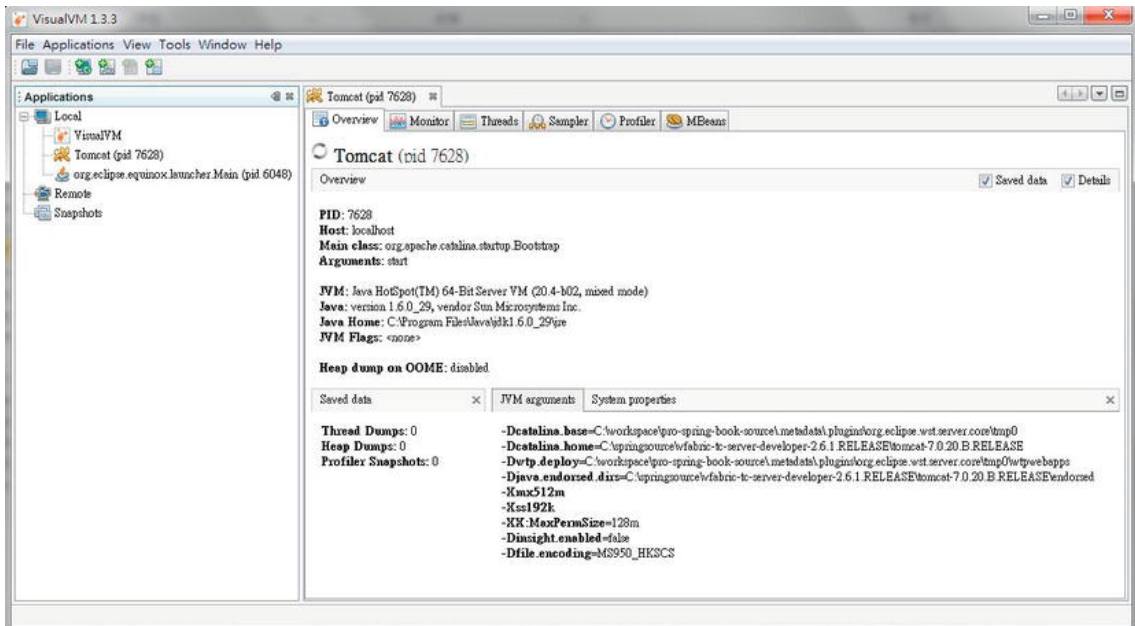 VisualVM 1.3.3
File Applications View Tools Window Help
Applications
Local
VisualVM
Tomcat (pid 7628)
org.eclipse.equinox.launcher.Main (pid 6048)
Remote
Snapshots
Tomcat (pid 7628)
Overview Monitor Threads Sampler Profiler MBeans
Tomcat (pid 7628)
Overview Saved data Details
PID: 7628
Host: localhost
Main class: org.apache.catalina.startup.Bootstrap
Arguments: start
JVM: Java HotSpot(TM) 64-Bit Server VM (20.4-b02, mixed mode)
Java: version 1.6.0_29, vendor Sun Microsystems Inc.
Java Home: C:\Program Files\Java\jdk1.6.0_29\jre
JVM Flags: <none>
Heap dump on OOME: disabled
Saved data
Thread Dumps: 0
Heap Dumps: 0
Profiler Snapshots: 0
JVM arguments System properties
-Dcatalina.base=C:\workspace\pro-spring-book-source\.metadata\.plugins\org.eclipse.wst.server.core\tmp0
-Dcatalina.home=C:\springsource\vfabric-tc-server-developer-2.6.1.RELEASE\tomcat-7.0.20.B.RELEASE
-Dwtp.deploy=C:\workspace\pro-spring-book-source\.metadata\.plugins\org.eclipse.wst.server.core\tmp0\wtpwebapps
-Djava.endorsed.dirs=C:\springsource\vfabric-tc-server-developer-2.6.1.RELEASE\tomcat-7.0.20.B.RELEASE\endorsed
-Xmx512m
-Xss192k
-XX:MaxPermSize=128m
-Dinsight.enabled=false
-Dfile.encoding=MS950_HKSCS